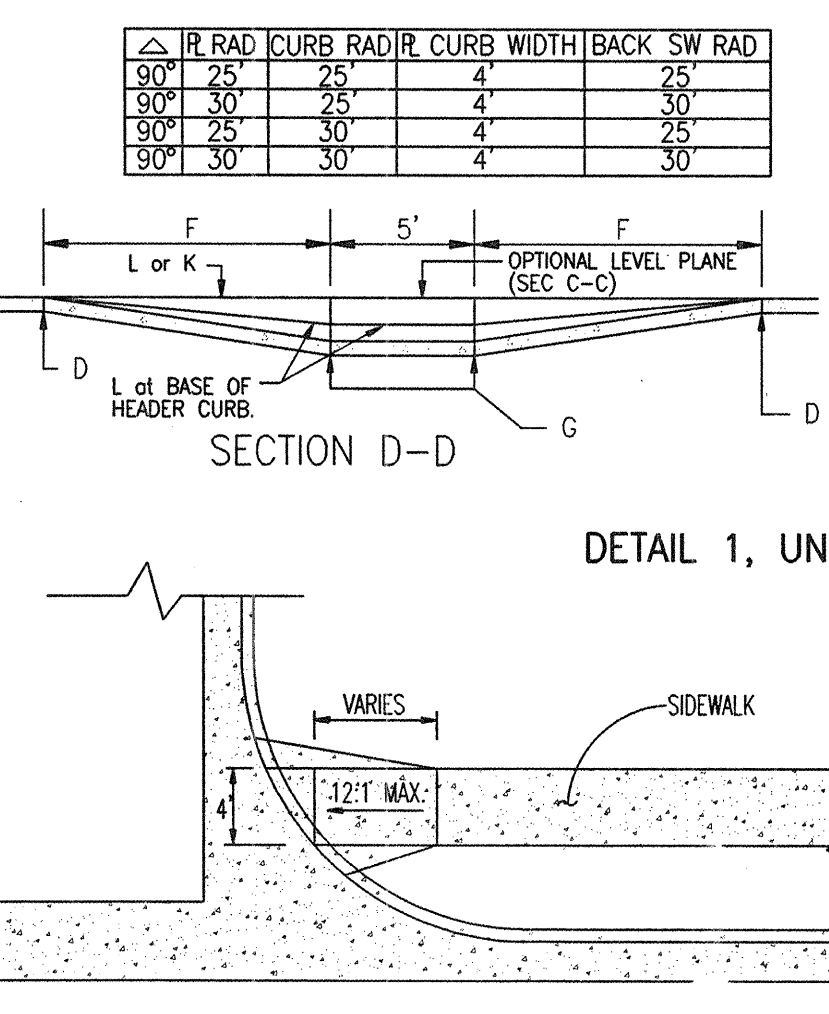 △ ⅊ RAD CURB RAD ⅊ CURB WIDTH BACK SW RAD
90° 25' 25' 4' 25'
90° 30' 25' 4' 30'
90° 25' 30' 4' 25'
90° 30' 30' 4' 30'
F 5' F
L or K
OPTIONAL LEVEL PLANE
(SEC C-C)
D
L at BASE OF
HEADER CURB.
G
D
SECTION D-D
DETAIL 1, UN
VARIES
SIDEWALK
12:1 MAX.
4'